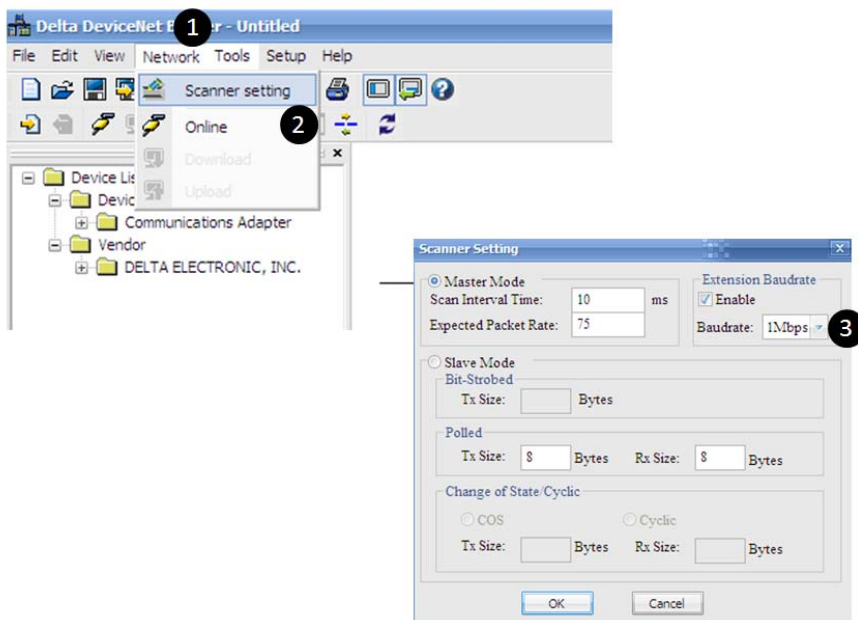 Delta DeviceNet B r - Untitled
1
File Edit View Network Tools Setup Help
Scanner setting
Online
2
Download
Upload
Device Lis
Devic
Communications Adapter
Vendor
DELTA ELECTRONIC, INC.
Scanner Setting
Master Mode
Scan Interval Time: 10 ms
Expected Packet Rate: 75
Extension Baudrate
Enable
Baudrate: 1Mbps
3
Slave Mode
Bit-Strobed
Tx Size: Bytes
Polled
Tx Size: 8 Bytes Rx Size: 8 Bytes
Change of State/Cyclic
COS Cyclic
Tx Size: Bytes Rx Size: Bytes
OK Cancel